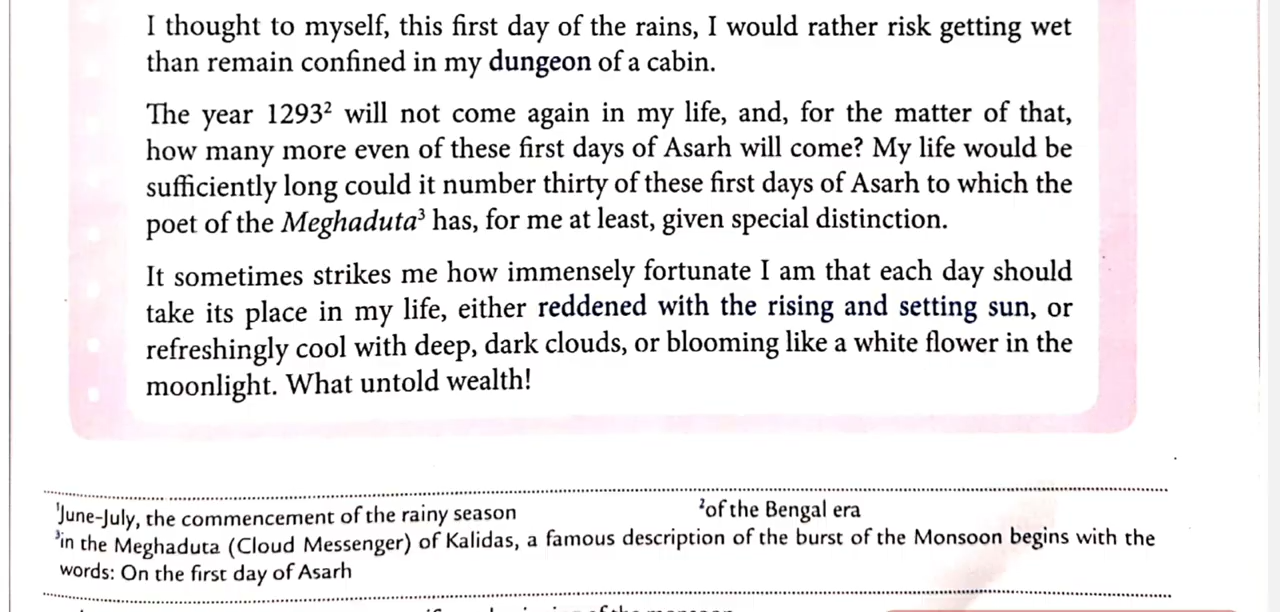 I thought to myself, this first day of the rains, I would rather risk getting wet
than remain confined in my dungeon of a cabin.
The year 1293² will not come again in my life, and, for the matter of that,
how many more even of these first days of Asarh will come? My life would be
sufficiently long could it number thirty of these first days of Asarh to which the
poet of the Meghaduta³ has, for me at least, given special distinction.
It sometimes strikes me how immensely fortunate I am that each day should
take its place in my life, either reddened with the rising and setting sun, or
refreshingly cool with deep, dark clouds, or blooming like a white flower in the
moonlight. What untold wealth!
¹June–July, the commencement of the rainy season ²of the Bengal era
³in the Meghaduta (Cloud Messenger) of Kalidas, a famous description of the burst of the Monsoon begins with the
words: On the first day of Asarh
of the monsoon